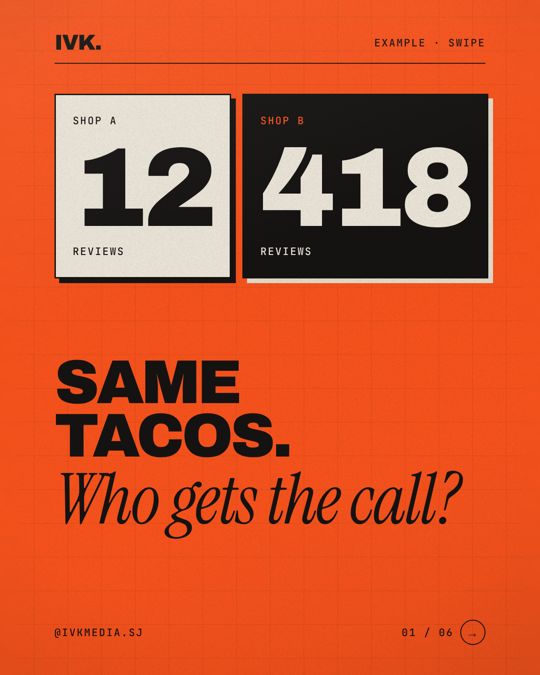 IVK.
EXAMPLE · SWIPE
SHOP A
12
REVIEWS
SHOP B
418
REVIEWS
SAME
TACOS.
Who gets the call?
@IVKMEDIA.SJ
01 / 06 →